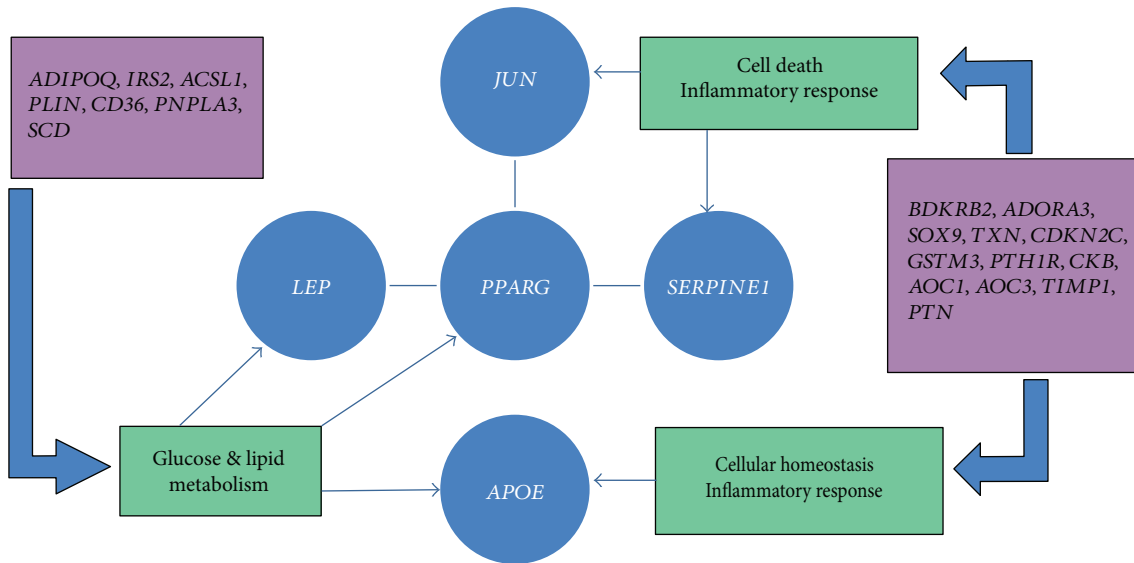 ADIPOQ, IRS2, ACSL1,
PLIN, CD36, PNPLA3,
SCD
JUN
Cell death
Inflammatory response
BDKRB2, ADORA3,
SOX9, TXN, CDKN2C,
GSTM3, PTH1R, CKB,
AOC1, AOC3, TIMP1,
PTN
LEP
PPARG
SERPINE1
Glucose & lipid
metabolism
APOE
Cellular homeostasis
Inflammatory response